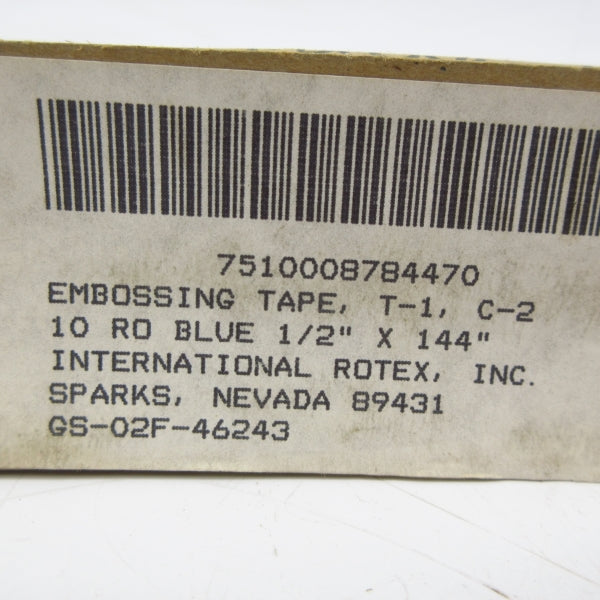 7510008784470
EMBOSSING TAPE, T-1, C-2
10 RO BLUE 1/2" X 144"
INTERNATIONAL ROTEX, INC.
SPARKS, NEVADA 89431
GS-02F-46243